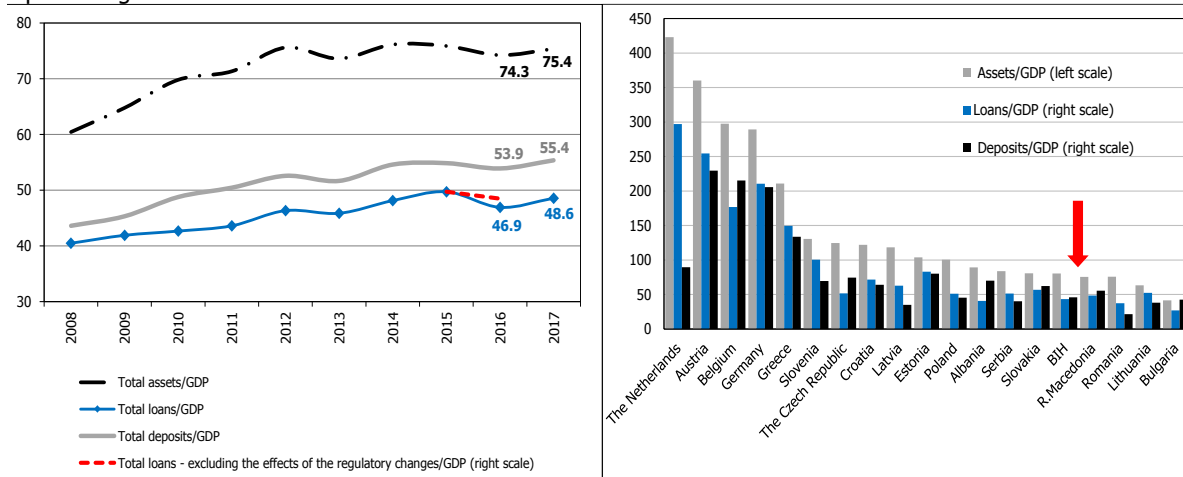 80
70
60
50
40
30
74.3
75.4
53.9
55.4
46.9
48.6
2008
2009
2010
2011
2012
2013
2014
2015
2016
2017
Total assets/GDP
Total loans/GDP
Total deposits/GDP
Total loans - excluding the effects of the regulatory changes/GDP (right scale)
450
400
350
300
250
200
150
100
50
0
Assets/GDP (left scale)
Loans/GDP (right scale)
Deposits/GDP (right scale)
The Netherlands
Austria
Belgium
Germany
Greece
Slovenia
The Czech Republic
Croatia
Latvia
Estonia
Poland
Albania
Serbia
Slovakia
BIH
R.Macedonia
Romania
Lithuania
Bulgaria